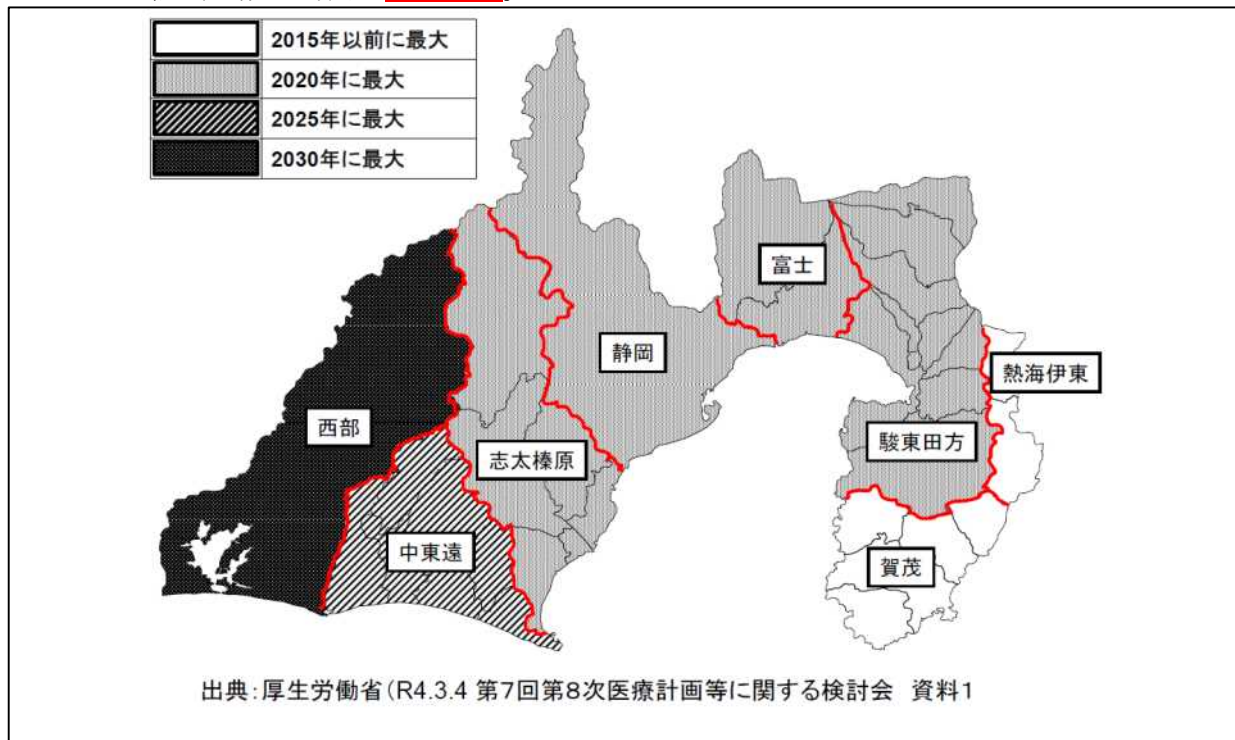 2015年以前に最大
2020年に最大
2025年に最大
2030年に最大
富士
熱海伊東
静岡
西部
駿東田方
志太榛原
中東遠
賀茂
出典:厚生労働省(R4.3.4 第7回第8次医療計画等に関する検討会 資料1